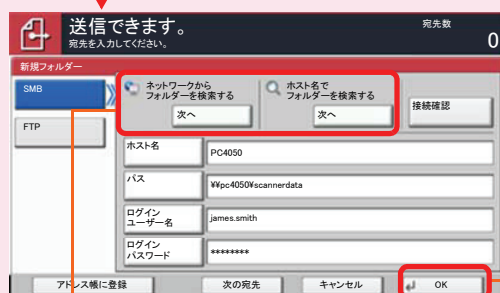 送信できます。
宛先を入力してください。
宛先数
0
新規フォルダー
SMB
FTP
ネットワークから
フォルダーを検索する
次へ
ホスト名で
フォルダーを検索する
次へ
接続確認
ホスト名
PC4050
パス
¥¥pc4050¥scannerdata
ログイン
ユーザー名
james.smith
ログイン
パスワード
********
アドレス帳に登録
次の宛先
キャンセル
OK